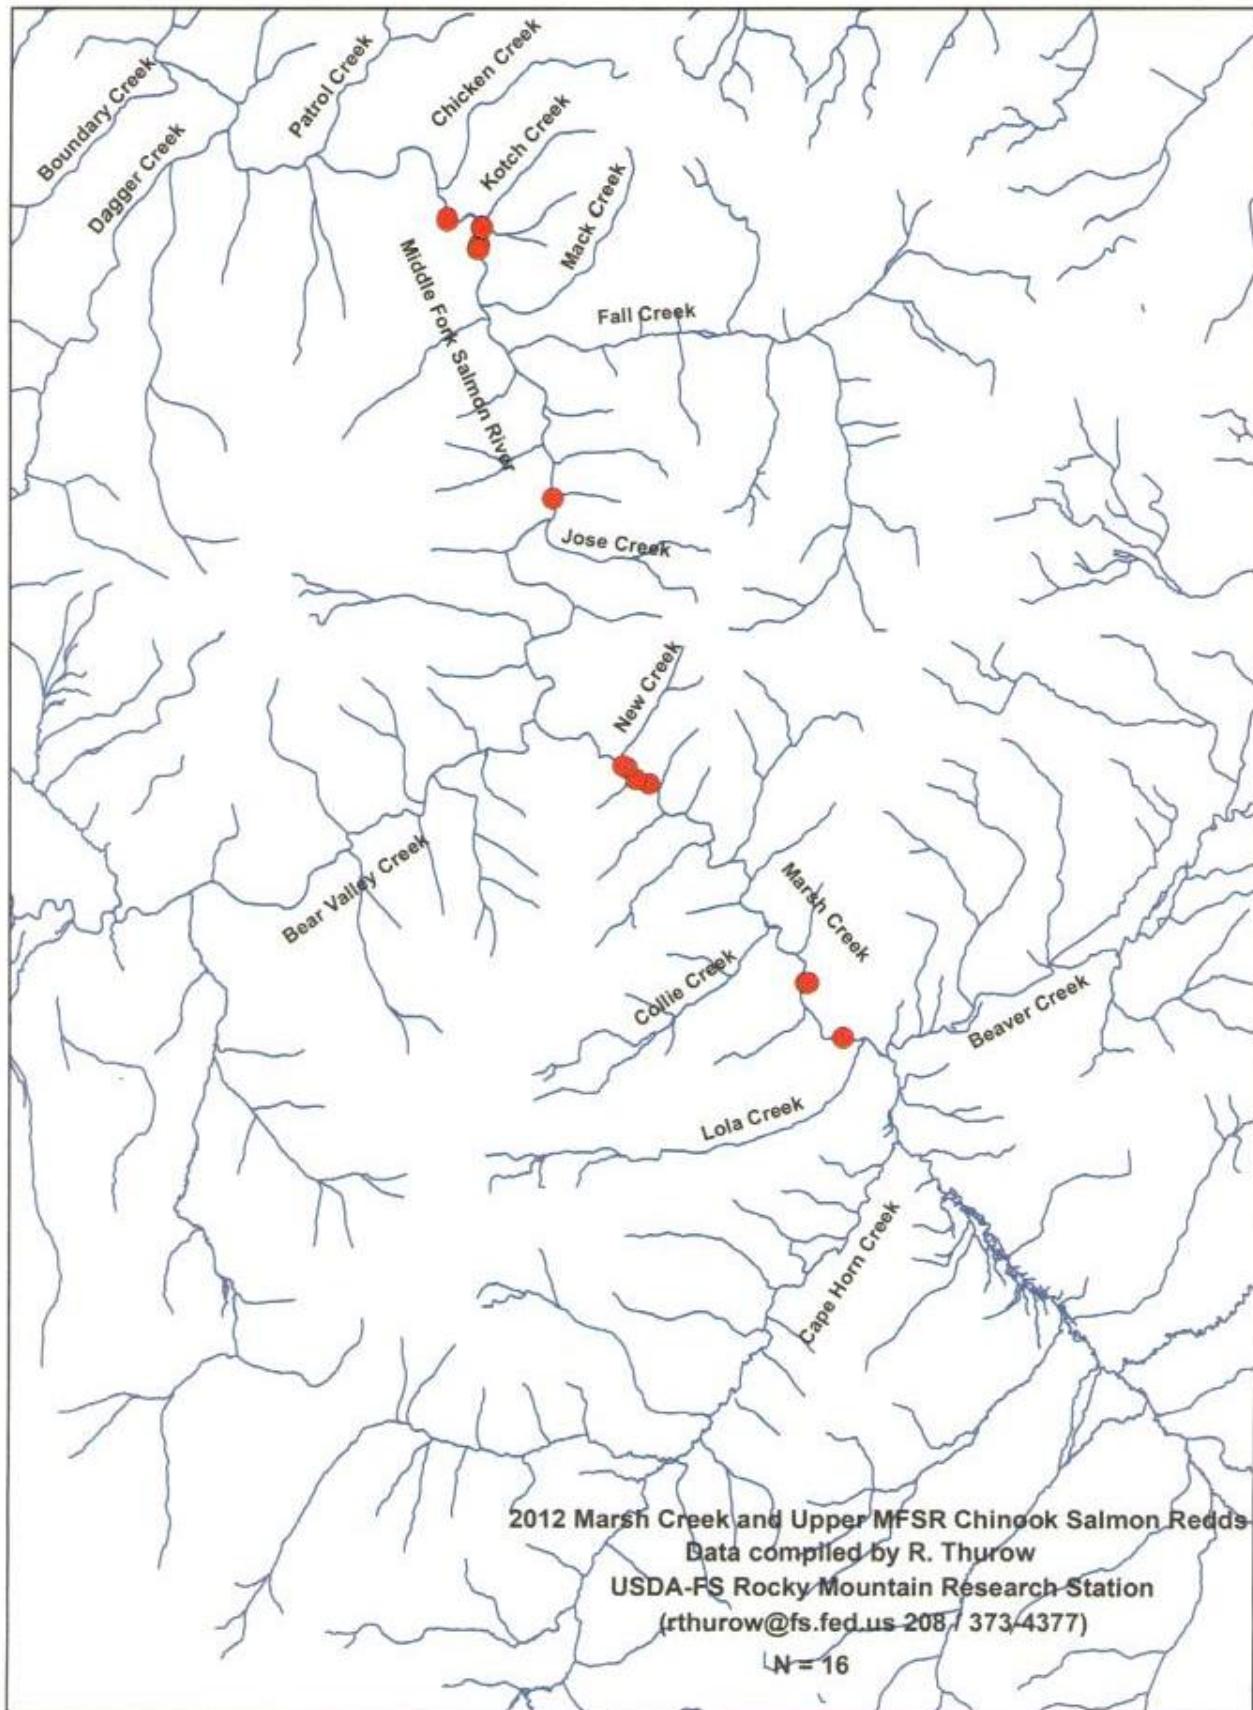 Boundary Creek
Dagger Creek
Patrol Creek
Chicken Creek
Kotch Creek
Mack Creek
Middle Fork Salmon River
Fall Creek
Jose Creek
New Creek
Bear Valley Creek
Marsh Creek
Collie Creek
Beaver Creek
Lola Creek
Cape Horn Creek
2012 Marsh Creek and Upper MFSR Chinook Salmon Redds
Data compiled by R. Thurow
USDA-FS Rocky Mountain Research Station
(rthurow@fs.fed.us 208 / 373-4377)
N = 16